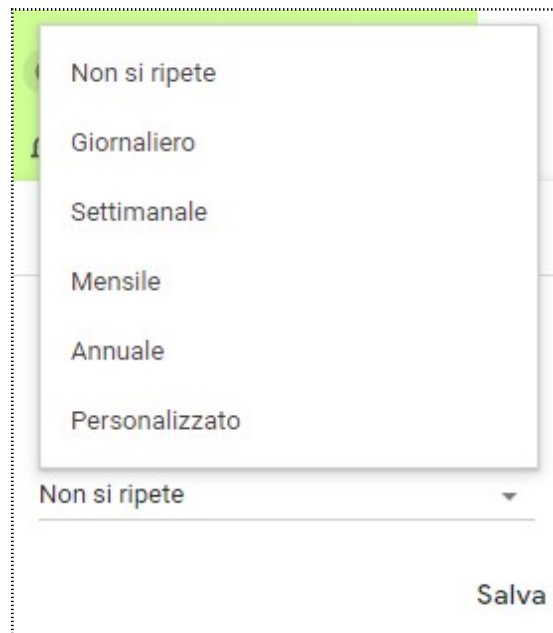 Non si ripete
Giornaliero
Settimanale
Mensile
Annuale
Personalizzato
Non si ripete
Salva